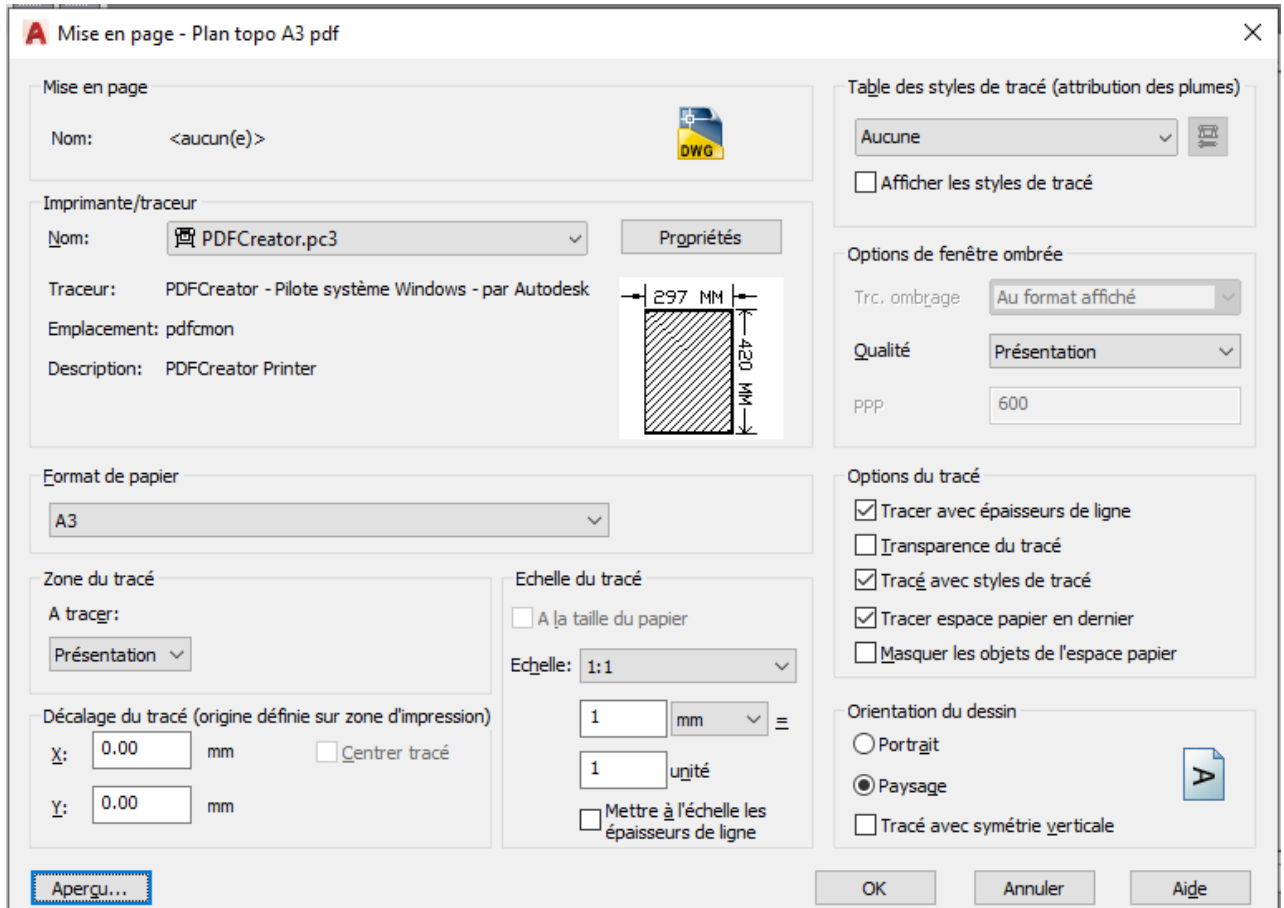 Mise en page - Plan topo A3 pdf
Mise en page
Nom: <aucun(e)>
DWG
Imprimante/traceur
Nom: PDFCreator.pc3
Propriétés
Traceur: PDFCreator - Pilote système Windows - par Autodesk
Emplacement: pdfcmon
Description: PDFCreator Printer
297 MM
420 MM
Format de papier
A3
Zone du tracé
A tracer:
Présentation
Décalage du tracé (origine définie sur zone d'impression)
X: 0.00 mm
Centrer tracé
Y: 0.00 mm
Echelle du tracé
A la taille du papier
Echelle: 1:1
1 mm =
1 unité
Mettre à l'échelle les
épaisseurs de ligne
Table des styles de tracé (attribution des plumes)
Aucune
Afficher les styles de tracé
Options de fenêtre ombrée
Trc. ombrage Au format affiché
Qualité Présentation
PPP 600
Options du tracé
Tracer avec épaisseurs de ligne
Transparence du tracé
Tracé avec styles de tracé
Tracer espace papier en dernier
Masquer les objets de l'espace papier
Orientation du dessin
Portrait
Paysage
A
Tracé avec symétrie verticale
Aperçu...
OK
Annuler
Aide